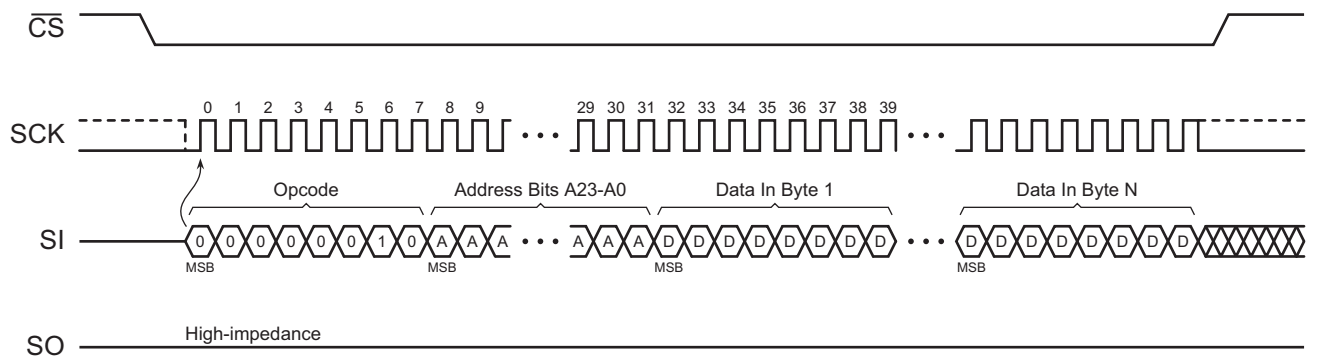 CS
0 1 2 3 4 5 6 7 8 9 29 30 31 32 33 34 35 36 37 38 39
SCK
Opcode Address Bits A23-A0 Data In Byte 1 Data In Byte N
SI 0 0 0 0 0 0 1 0 A A A A A A D D D D D D D D D D D D D D D D
MSB MSB MSB MSB
High-impedance
SO